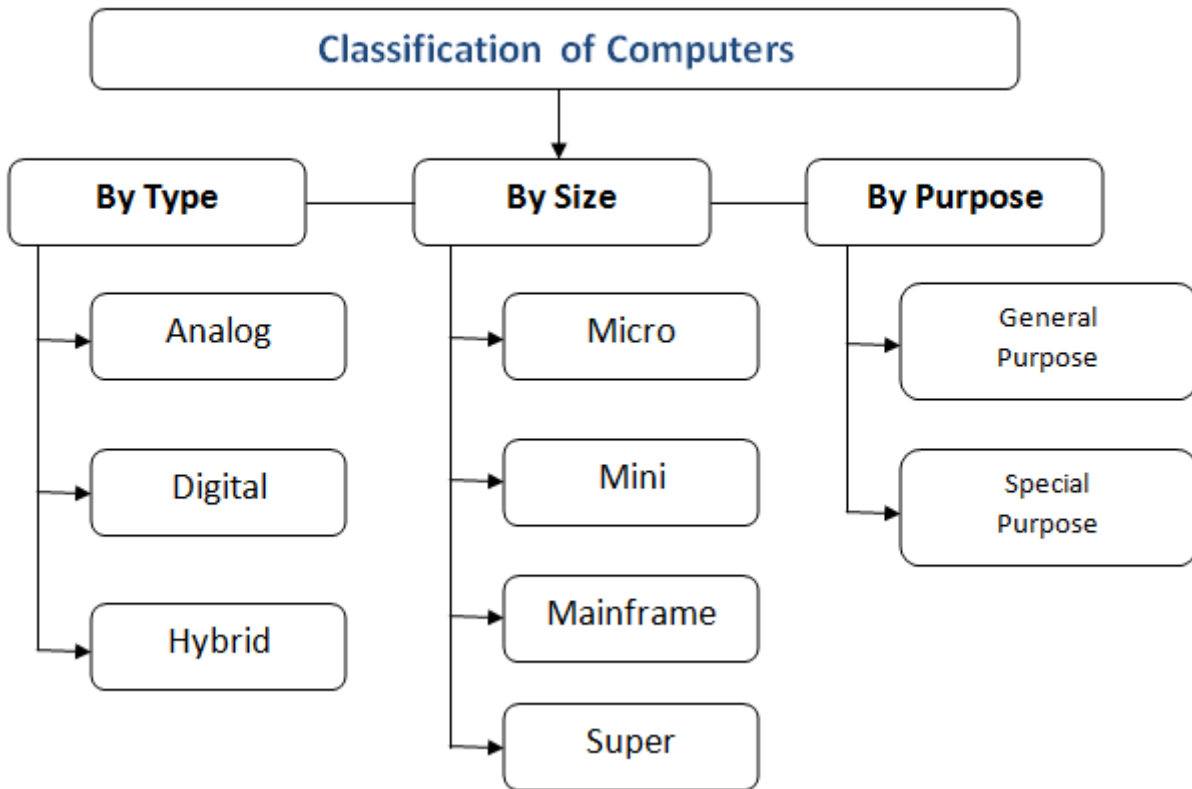 Classification of Computers
By Type
By Size
By Purpose
Analog
Digital
Hybrid
Micro
Mini
Mainframe
Super
General
Purpose
Special
Purpose